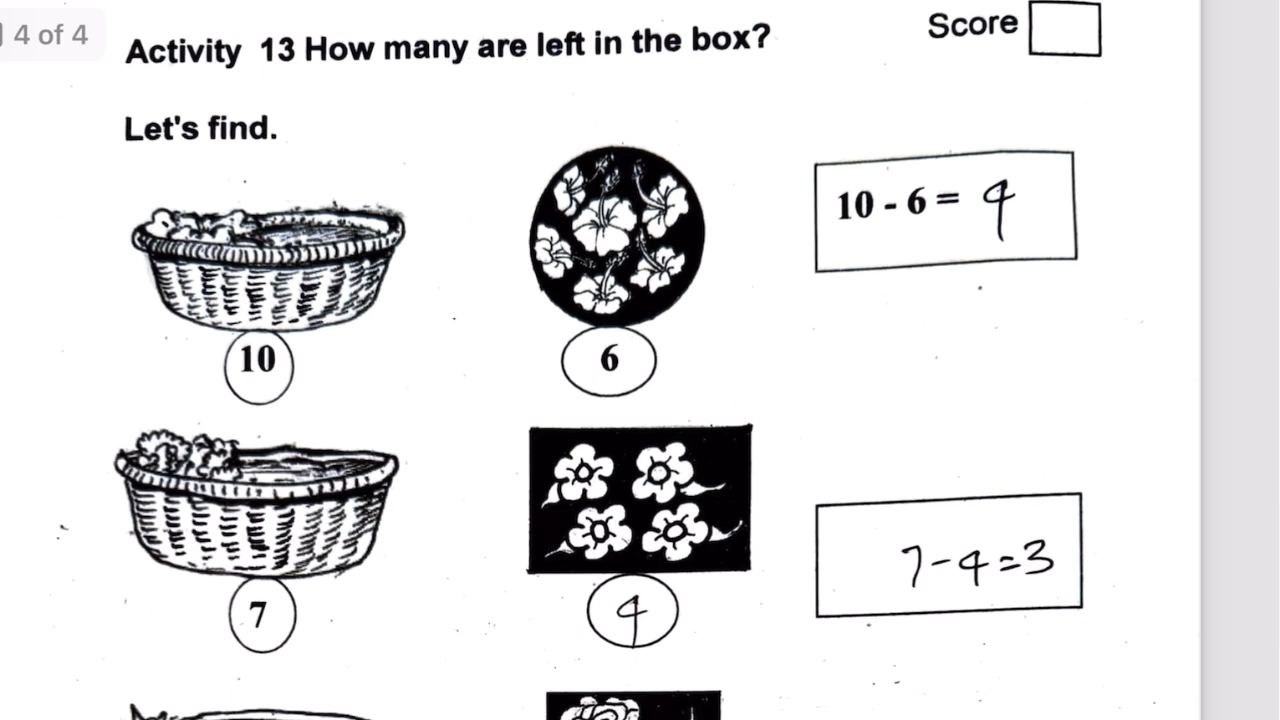 4 of 4
Activity 13 How many are left in the box?
Score
Let's find.
10 - 6 = 4
10
6
7 - 4 = 3
7
4